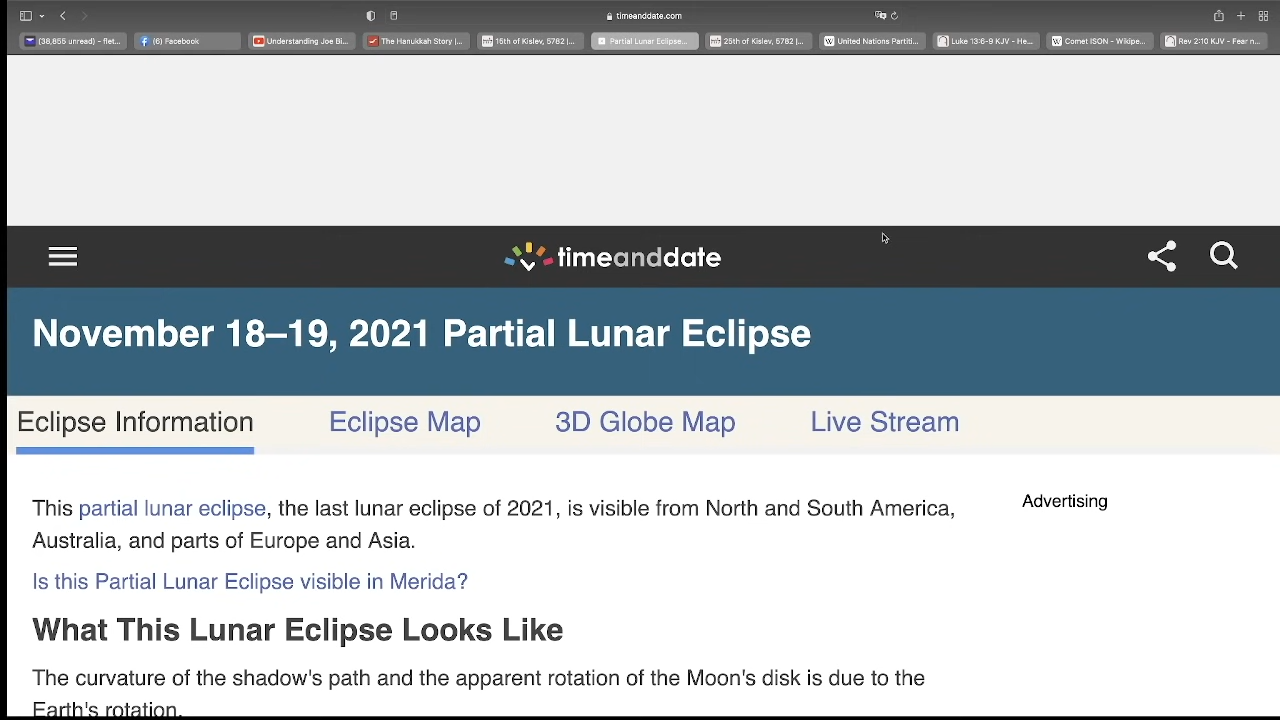 timeanddate.com
(38,855 unread) - flet...
(6) Facebook
Understanding Joe Bi...
The Hanukkah Story |...
15th of Kislev, 5782 |...
Partial Lunar Eclipse...
25th of Kislev, 5782 |...
United Nations Partiti...
Luke 13:6-9 KJV - He...
Comet ISON - Wikipe...
Rev 2:10 KJV - Fear n...
timeanddate
November 18–19, 2021 Partial Lunar Eclipse
Eclipse Information Eclipse Map 3D Globe Map Live Stream
This partial lunar eclipse, the last lunar eclipse of 2021, is visible from North and South America,
Australia, and parts of Europe and Asia.
Advertising
Is this Partial Lunar Eclipse visible in Merida?
What This Lunar Eclipse Looks Like
The curvature of the shadow's path and the apparent rotation of the Moon's disk is due to the
Earth's rotation.